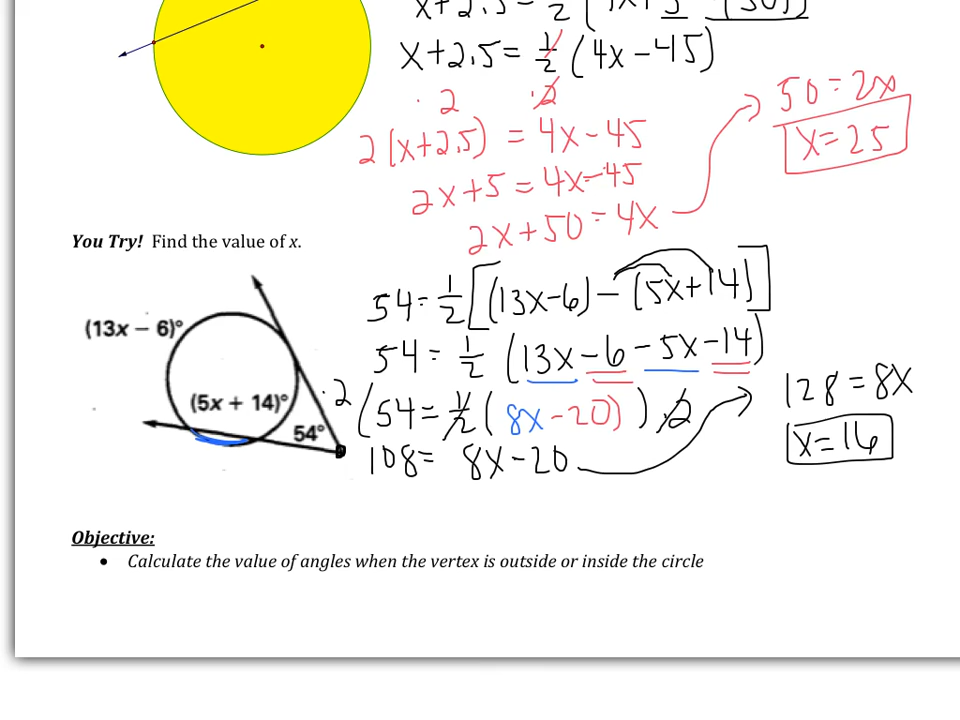 x+2.5=½
x+2.5=½(4x-45)
·2 ·2
2(x+2.5)=4x-45
2x+5=4x-45
2x+50=4x
50=2x
x=25
You Try! Find the value of x.
(13x – 6)°
(5x + 14)°
54°
54=½[(13x-6)-(5x+14)]
54=½(13x-6-5x-14)
·2(54=½(8x-20))·2
108=8x-20
128=8x
x=16
Objective:
• Calculate the value of angles when the vertex is outside or inside the circle